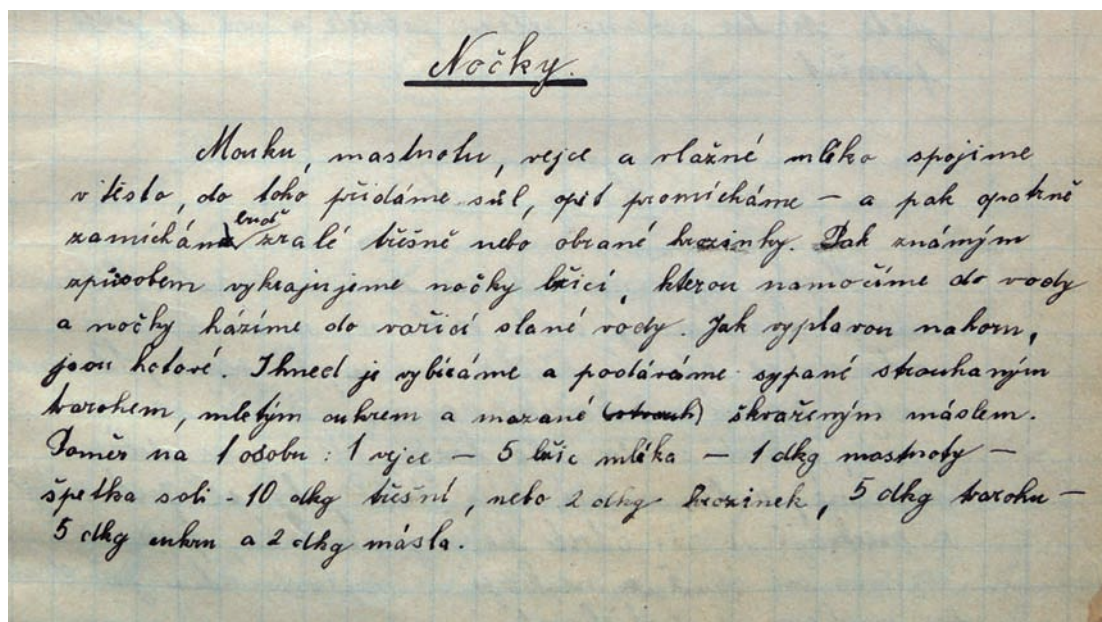 Nočky.
Mouku, mastnotu, vejce a vlažné mléko spojíme
v těsto, do toho přidáme sůl, opět promícháme – a pak opatrně
zamícháme buď zralé třešně nebo obrané hrozinky. Pak známým
způsobem vykrajujeme nočky lžicí, kterou namočíme do vody
a nočky házíme do vařící slané vody. Jak vyplavou nahoru,
jsou hotové. Ihned je vybíráme a podáváme sypané strouhaným
tvarohem, mletým cukrem a mazané (strouh) škvařeným máslem.
Poměr na 1 osobu: 1 vejce – 5 lžic mléka – 1 dkg mastnoty –
špetka soli - 10 dkg třešní, nebo 2 dkg hrozinek, 5 dkg tvarohu –
5 dkg cukru a 2 dkg másla.